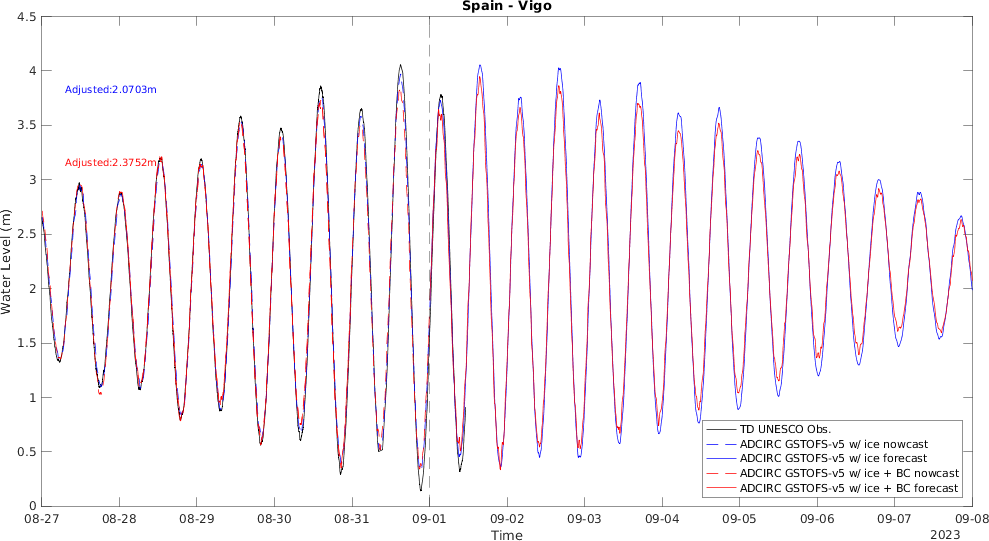 Spain - Vigo
4.5
4
3.5
3
2.5
2
1.5
1
0.5
0
Water Level (m)
Adjusted:2.0703m
Adjusted:2.3752m
TD UNESCO Obs.
ADCIRC GSTOFS-v5 w/ ice nowcast
ADCIRC GSTOFS-v5 w/ ice forecast
ADCIRC GSTOFS-v5 w/ ice + BC nowcast
ADCIRC GSTOFS-v5 w/ ice + BC forecast
08-27 08-28 08-29 08-30 08-31 09-01 09-02 09-03 09-04 09-05 09-06 09-07 09-08
Time
2023